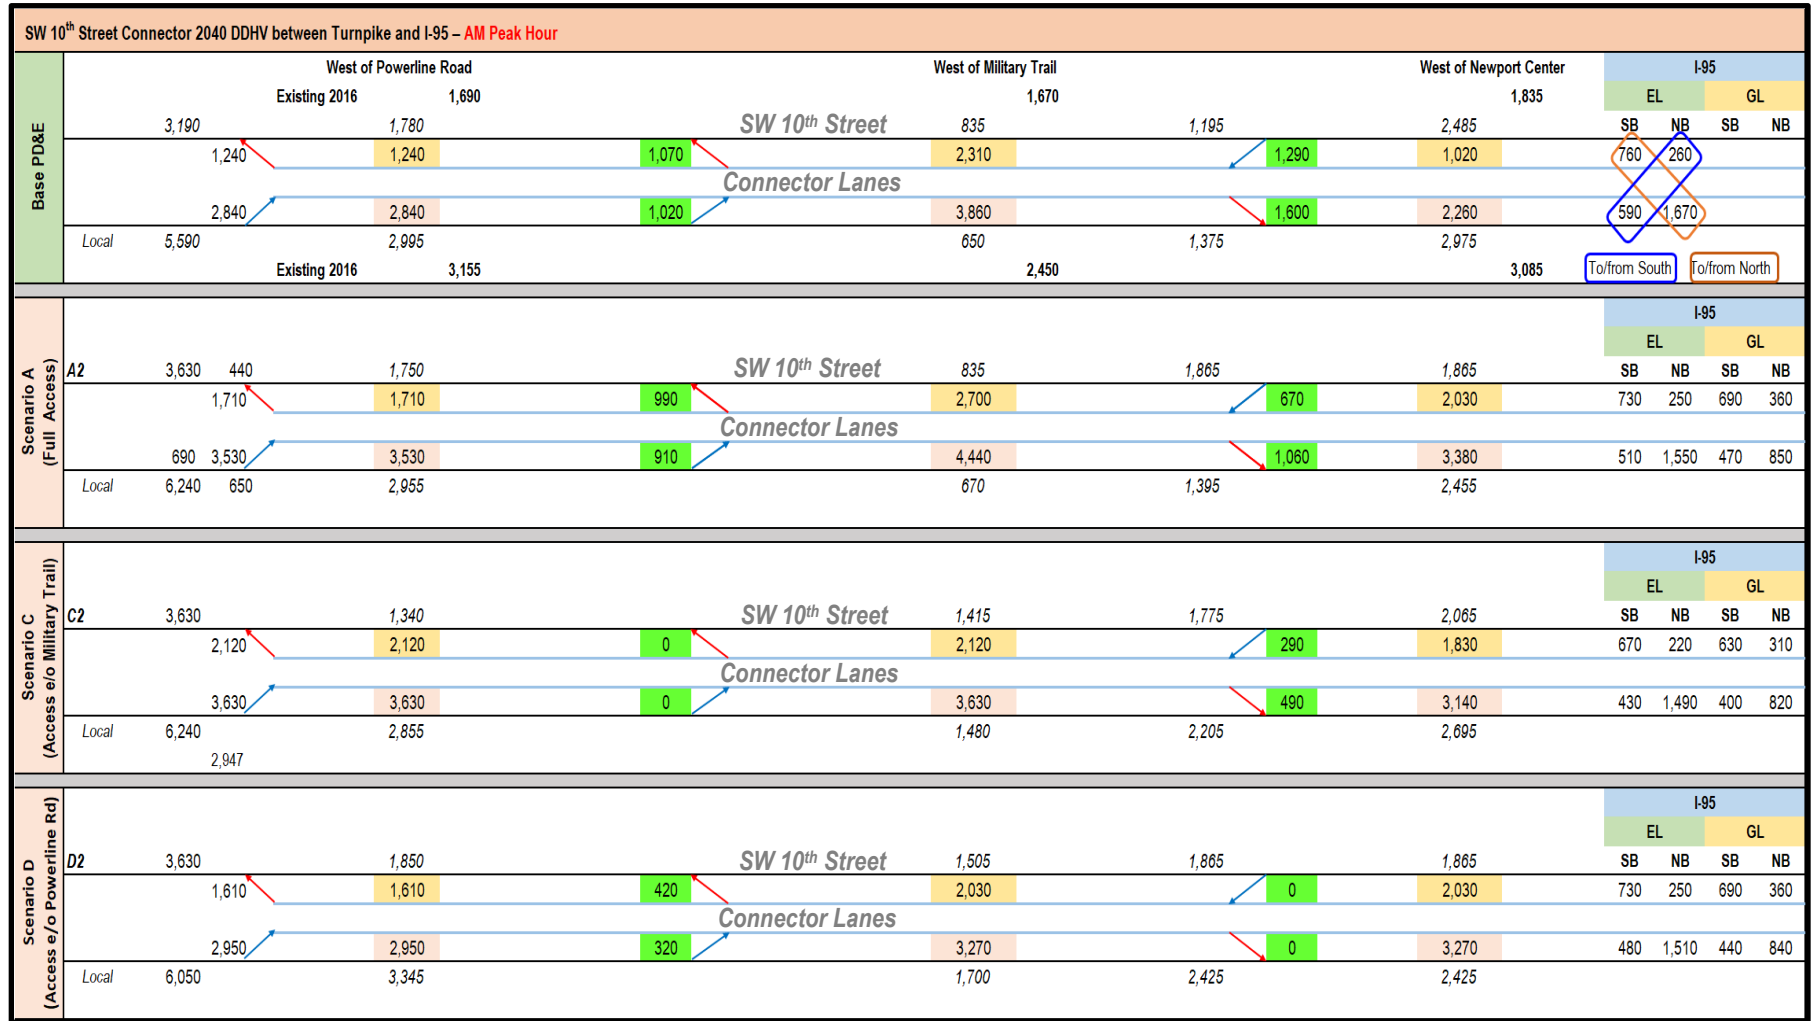 SW 10th Street Connector 2040 DDHV between Turnpike and I-95 – AM Peak Hour
Base PD&E
West of Powerline Road West of Military Trail West of Newport Center I-95
Existing 2016 1,690 1,670 1,835 EL GL
3,190 1,780 SW 10th Street 835 1,195 2,485 SB NB SB NB
1,240 1,240 1,070 2,310 1,290 1,020 760 260
Connector Lanes
2,840 2,840 1,020 3,860 1,600 2,260 590 1,670
Local 5,590 2,995 650 1,375 2,975
Existing 2016 3,155 2,450 3,085 To/from South To/from North
Scenario A
(Full Access)
I-95
EL GL
A2 3,630 440 1,750 SW 10th Street 835 1,865 1,865 SB NB SB NB
1,710 1,710 990 2,700 670 2,030 730 250 690 360
Connector Lanes
690 3,530 3,530 910 4,440 1,060 3,380 510 1,550 470 850
Local 6,240 650 2,955 670 1,395 2,455
Scenario C
(Access e/o Military Trail)
I-95
EL GL
C2 3,630 1,340 SW 10th Street 1,415 1,775 2,065 SB NB SB NB
2,120 2,120 0 2,120 290 1,830 670 220 630 310
Connector Lanes
3,630 3,630 0 3,630 490 3,140 430 1,490 400 820
Local 6,240 2,855 1,480 2,205 2,695
2,947
Scenario D
(Access e/o Powerline Rd)
I-95
EL GL
D2 3,630 1,850 SW 10th Street 1,505 1,865 1,865 SB NB SB NB
1,610 1,610 420 2,030 0 2,030 730 250 690 360
Connector Lanes
2,950 2,950 320 3,270 0 3,270 480 1,510 440 840
Local 6,050 3,345 1,700 2,425 2,425